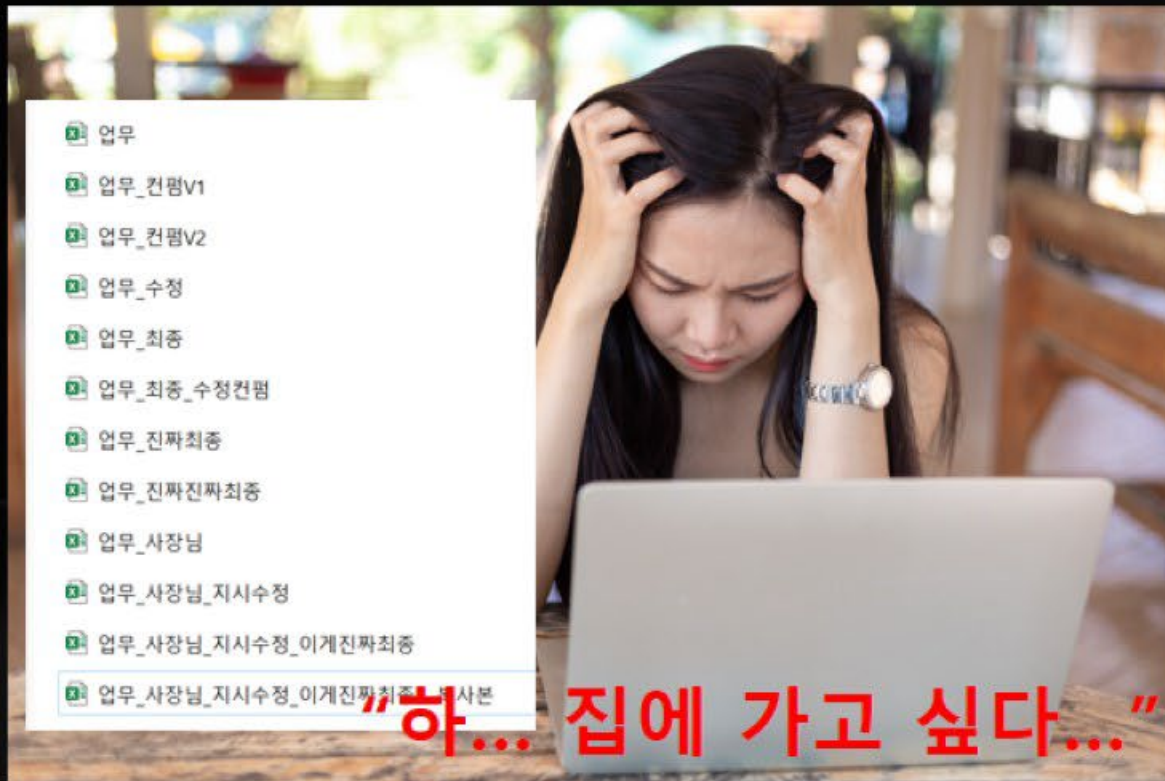 업무
업무_컨펌V1
업무_컨펌V2
업무_수정
업무_최종
업무_최종_수정컨펌
업무_진짜최종
업무_진짜진짜최종
업무_사장님
업무_사장님_지시수정
업무_사장님_지시수정_이게진짜최종
업무_사장님_지시수정_이게진짜최종
“하... 집에 가고 싶다...”